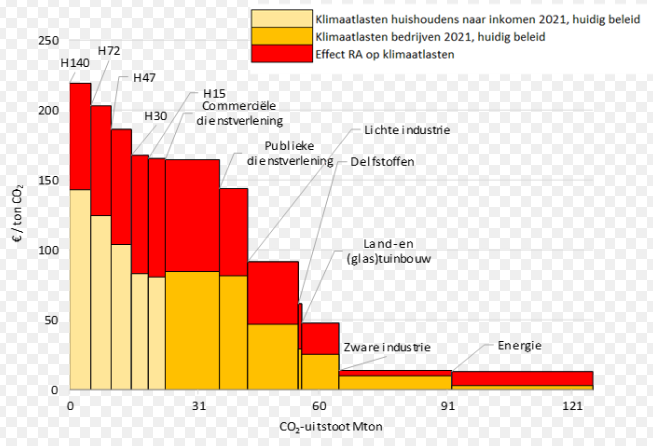 Klimaatlasten huishoudens naar inkomen 2021, huidig beleid
Klimaatlasten bedrijven 2021, huidig beleid
Effect RA op klimaatlasten
250
200
150
100
50
0
€ / ton CO₂
H140
H72
H47
H30
H15
Commerciële
dienstverlening
Publieke
dienstverlening
Lichte industrie
Delfstoffen
Land- en
(glas)tuinbouw
Zware industrie
Energie
0
31
60
91
121
CO₂-uitstoot Mton